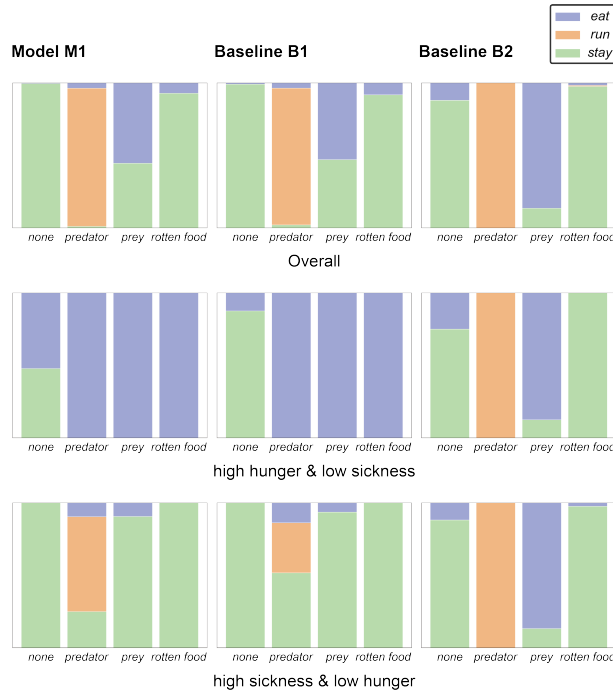 eat
run
stay
Model M1 Baseline B1 Baseline B2
none predator prey rotten food none predator prey rotten food none predator prey rotten food
Overall
none predator prey rotten food none predator prey rotten food none predator prey rotten food
high hunger & low sickness
none predator prey rotten food none predator prey rotten food none predator prey rotten food
high sickness & low hunger